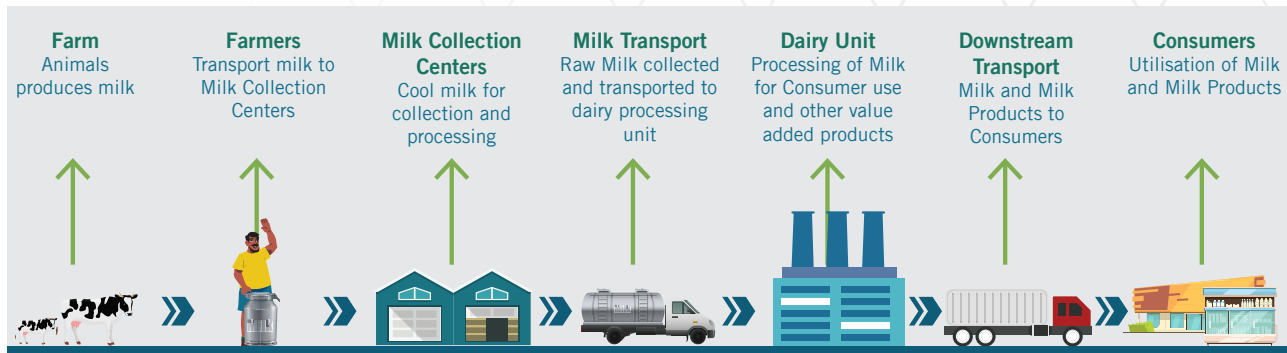 Farm
Animals
produces milk
Farmers
Transport milk to
Milk Collection
Centers
Milk Collection
Centers
Cool milk for
collection and
processing
Milk Transport
Raw Milk collected
and transported to
dairy processing
unit
Dairy Unit
Processing of Milk
for Consumer use
and other value
added products
Downstream
Transport
Milk and Milk
Products to
Consumers
Consumers
Utilisation of Milk
and Milk Products